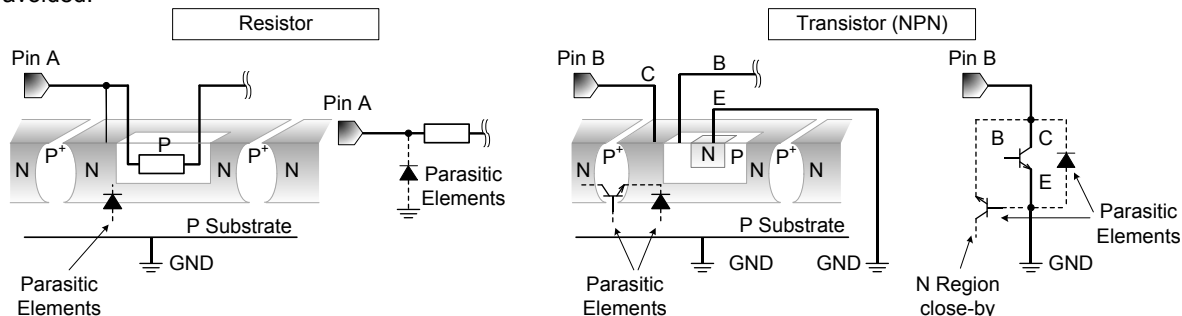 avoided.
Resistor
Transistor (NPN)
Pin A
Pin A
N P+ N P P+ N N
Parasitic
Elements
P Substrate
GND
Parasitic
Elements
Pin B
C
B
E
N P+ N N P P+ N N
P Substrate
GND
GND
Parasitic
Elements
Pin B
B C
E
Parasitic
Elements
GND
N Region
close-by